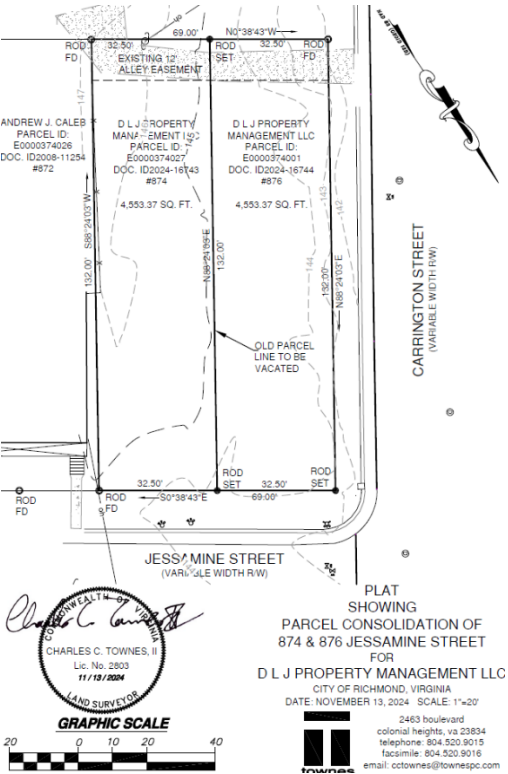 69.00'
N0°38'43"W
ROD
FD
32.50'
ROD
SET
32.50'
ROD
FD
EXISTING 12'
ALLEY EASEMENT
147
145
ANDREW J. CALEB
PARCEL ID:
E0000374026
DOC. ID2008-11254
#872
D L J PROPERTY
MANAGEMENT LLC
PARCEL ID:
E0000374027
DOC. ID2024-16743
#874
4,553.37 SQ. FT.
D L J PROPERTY
MANAGEMENT LLC
PARCEL ID:
E0000374001
DOC. ID2024-16744
#876
4,553.37 SQ. FT.
143
142
144
S88°24'03"W
132.00'
N88°24'03"E
132.00'
132.00'
N88°24'03"E
CARRINGTON STREET
(VARIABLE WIDTH R/W)
OLD PARCEL
LINE TO BE
VACATED
32.50'
ROD
SET
32.50'
ROD
SET
ROD
FD
ROD
FD
S0°38'43"E
69.00'
JESSAMINE STREET
(VARIABLE WIDTH R/W)
COMMONWEALTH OF VIRGINIA
CHARLES C. TOWNES, II
Lic. No. 2803
11/13/2024
LAND SURVEYOR
PLAT
SHOWING
PARCEL CONSOLIDATION OF
874 & 876 JESSAMINE STREET
FOR
D L J PROPERTY MANAGEMENT LLC
CITY OF RICHMOND, VIRGINIA
DATE: NOVEMBER 13, 2024 SCALE: 1"=20'
GRAPHIC SCALE
20 0 10 20 40
townes
2463 boulevard
colonial heights, va 23834
telephone: 804.520.9015
facsimile: 804.520.9016
email: cctownes@townespc.com